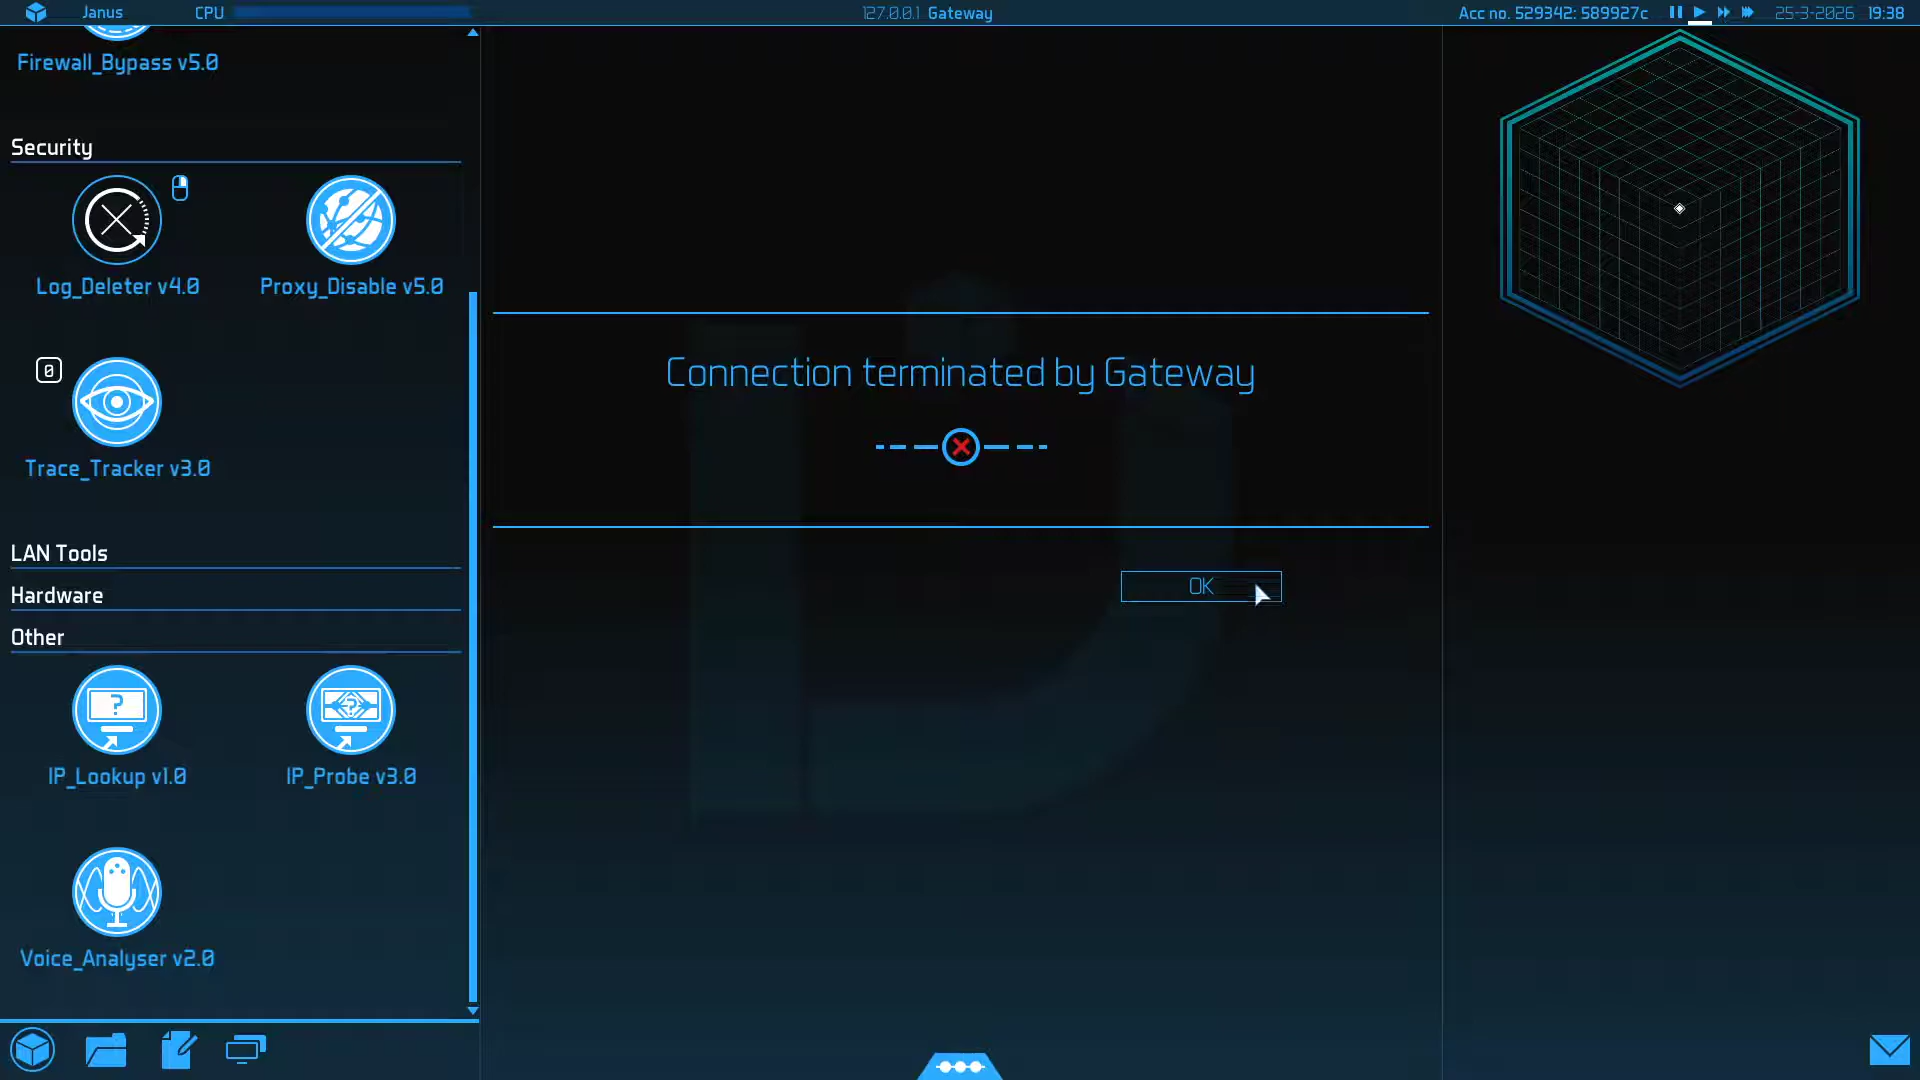 Janus
CPU
127.0.0.1 Gateway
Acc no. 529342: 589927c
25-3-2026 19:38
Firewall_Bypass v5.0
Security
Log_Deleter v4.0
Proxy_Disable v5.0
0
Trace_Tracker v3.0
LAN Tools
Hardware
Other
?
?
IP_Lookup v1.0
IP_Probe v3.0
Voice_Analyser v2.0
Connection terminated by Gateway
OK